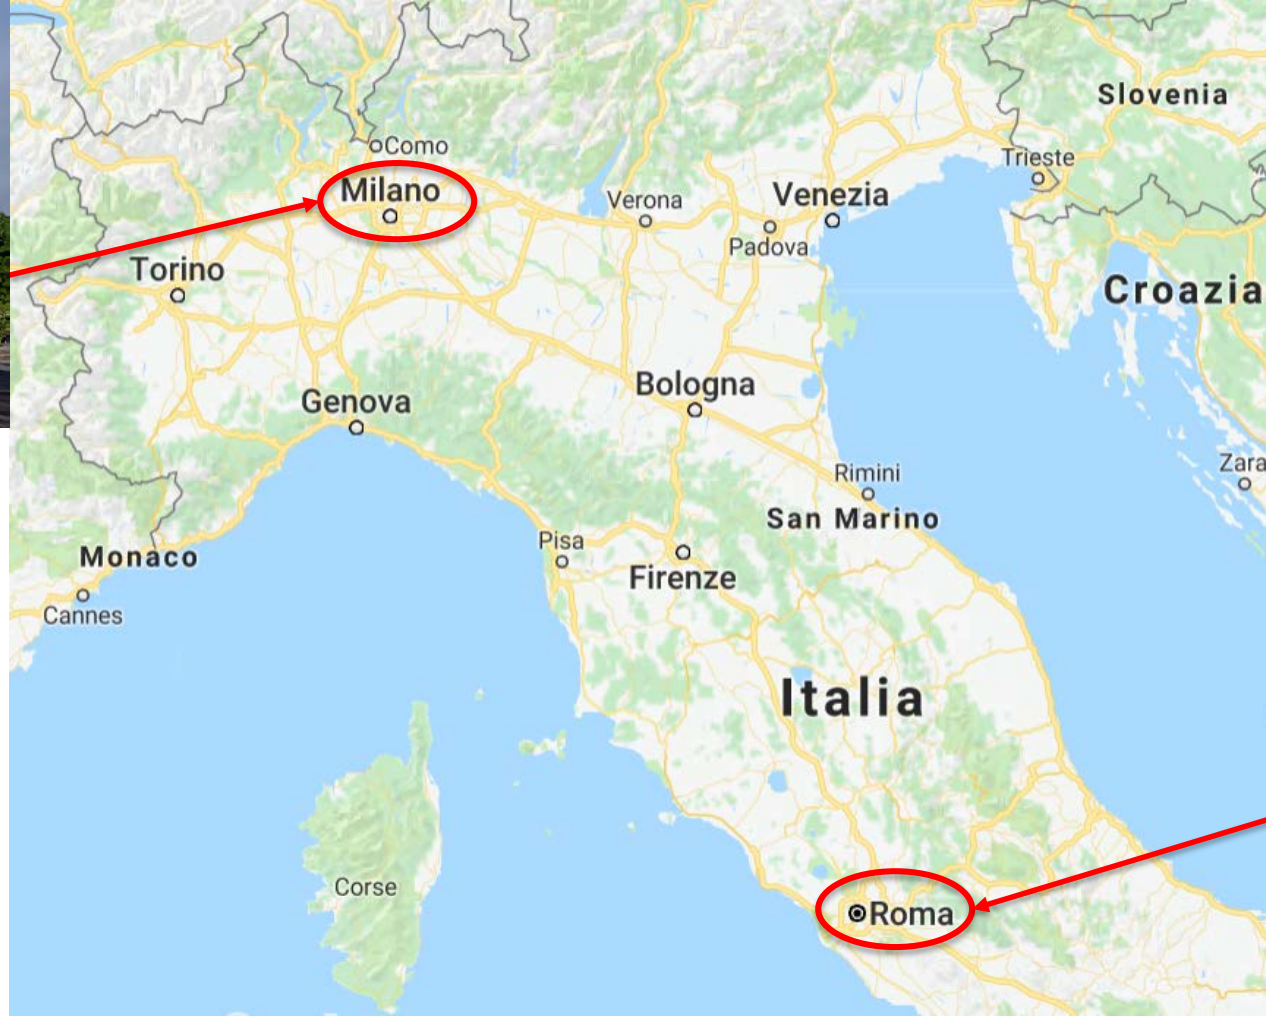 Slovenia
Como
Trieste
Milano
Verona
Venezia
Padova
Torino
Croazia
Bologna
Genova
Zara
Rimini
San Marino
Pisa
Monaco
Firenze
Cannes
Italia
Corse
Roma